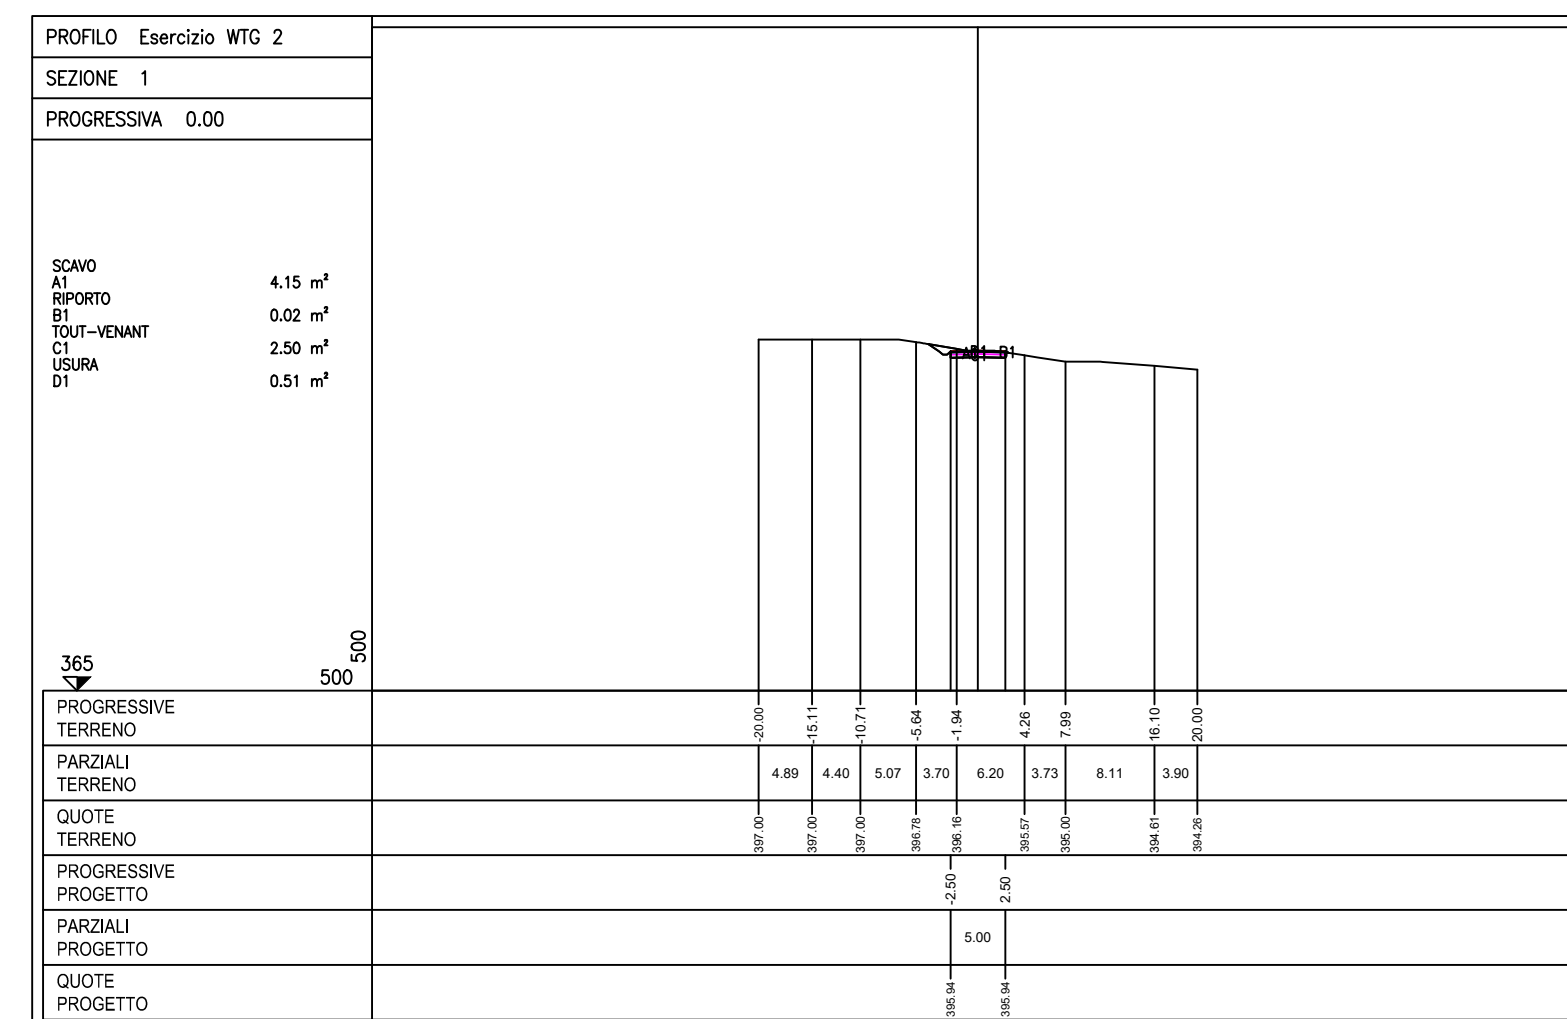 PROFILO Esercizio WTG 2
SEZIONE 1
PROGRESSIVA 0.00
SCAVO
A1 4.15 m²
RIPORTO
B1 0.02 m²
TOUT-VENANT
C1 2.50 m²
USURA
D1 0.51 m²
B1
365
500
500
PROGRESSIVE
TERRENO
-20.00 -15.11 -10.71 -5.64 -1.94 4.26 7.99 16.10 20.00
PARZIALI
TERRENO
4.89 4.40 5.07 3.70 6.20 3.73 8.11 3.90
QUOTE
TERRENO
397.00 397.00 397.00 396.78 396.16 395.57 395.00 394.61 394.26
PROGRESSIVE
PROGETTO
-2.50 2.50
PARZIALI
PROGETTO
5.00
QUOTE
PROGETTO
395.94 395.94